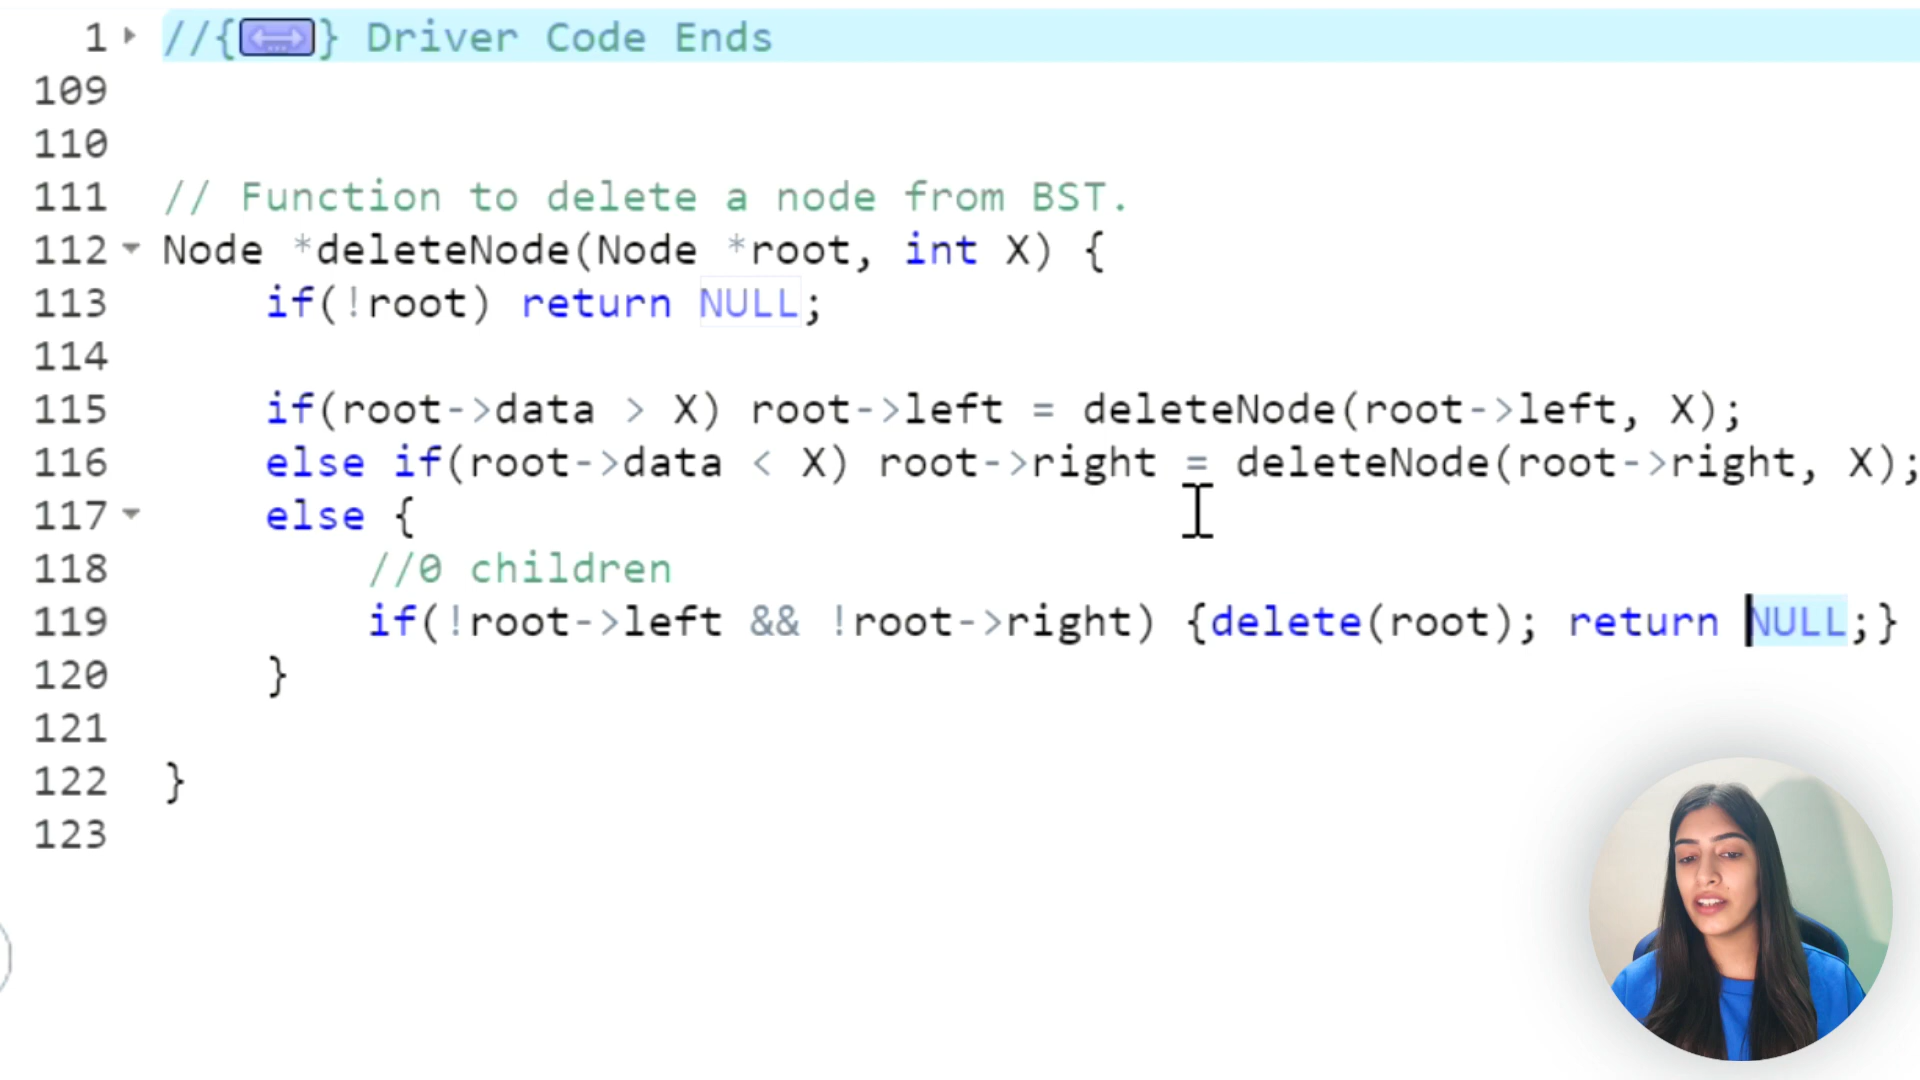 1 //{↔} Driver Code Ends
109
110
111 // Function to delete a node from BST.
112 Node *deleteNode(Node *root, int X) {
113 if(!root) return NULL;
114
115 if(root->data > X) root->left = deleteNode(root->left, X);
116 else if(root->data < X) root->right = deleteNode(root->right, X);
117 else {
118 //0 children
119 if(!root->left && !root->right) {delete(root); return NULL;}
120 }
121
122 }
123